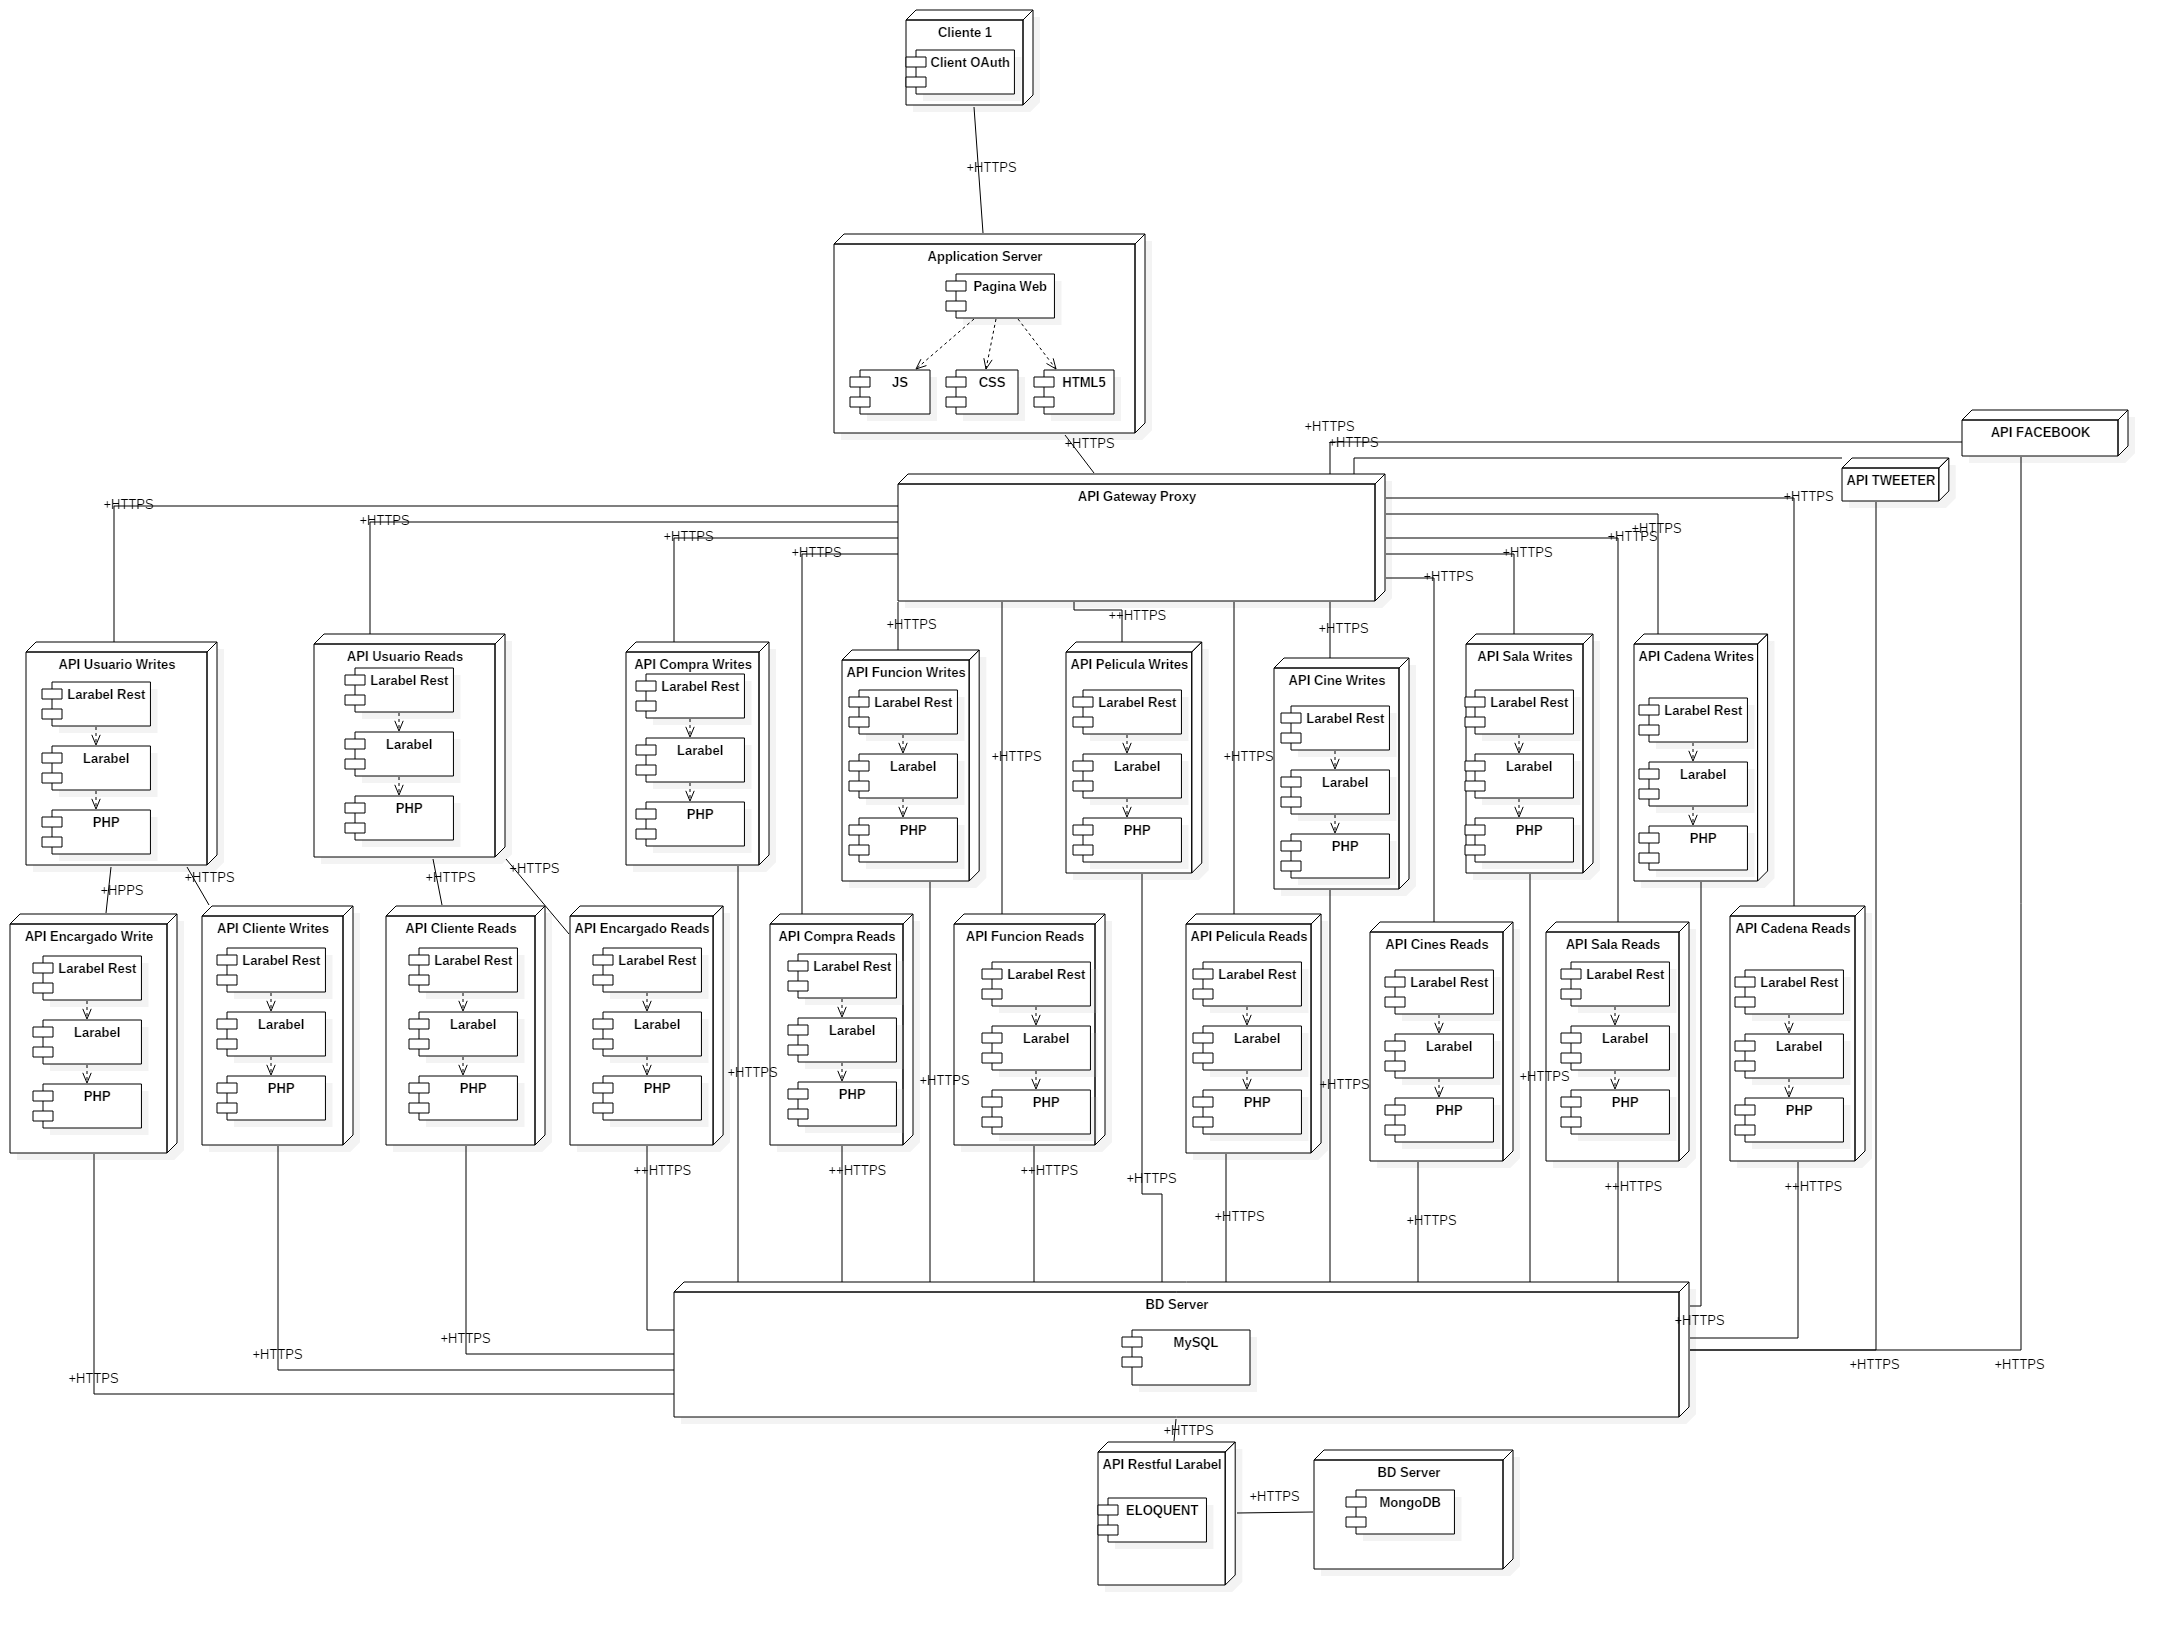 Cliente 1
Client OAuth
+HTTPS
Application Server
Pagina Web
JS
CSS
HTML5
+HTTPS
+HTTPS
+HTTPS
API FACEBOOK
API TWEETER
API Gateway Proxy
+HTTPS
+HTTPS
+HTTPS
+HTTPS
+HTTPS
+HTTPS
+HTTPS
+HTTPS
+HTTPS
+HTTPS
++HTTPS
+HTTPS
API Usuario Writes
Larabel Rest
Larabel
PHP
API Usuario Reads
Larabel Rest
Larabel
PHP
API Compra Writes
Larabel Rest
Larabel
PHP
API Funcion Writes
Larabel Rest
Larabel
PHP
+HTTPS
API Pelicula Writes
Larabel Rest
Larabel
PHP
+HTTPS
API Cine Writes
Larabel Rest
Larabel
PHP
API Sala Writes
Larabel Rest
Larabel
PHP
API Cadena Writes
Larabel Rest
Larabel
PHP
+HPPS
+HTTPS
+HTTPS
+HTTPS
API Encargado Write
Larabel Rest
Larabel
PHP
API Cliente Writes
Larabel Rest
Larabel
PHP
API Cliente Reads
Larabel Rest
Larabel
PHP
API Encargado Reads
Larabel Rest
Larabel
PHP
+HTTPS
API Compra Reads
Larabel Rest
Larabel
PHP
+HTTPS
API Funcion Reads
Larabel Rest
Larabel
PHP
API Pelicula Reads
Larabel Rest
Larabel
PHP
+HTTPS
API Cines Reads
Larabel Rest
Larabel
PHP
+HTTPS
API Sala Reads
Larabel Rest
Larabel
PHP
API Cadena Reads
Larabel Rest
Larabel
PHP
++HTTPS
++HTTPS
++HTTPS
+HTTPS
++HTTPS
++HTTPS
+HTTPS
+HTTPS
BD Server
MySQL
+HTTPS
+HTTPS
+HTTPS
+HTTPS
+HTTPS
+HTTPS
+HTTPS
API Restful Larabel
ELOQUENT
+HTTPS
BD Server
MongoDB